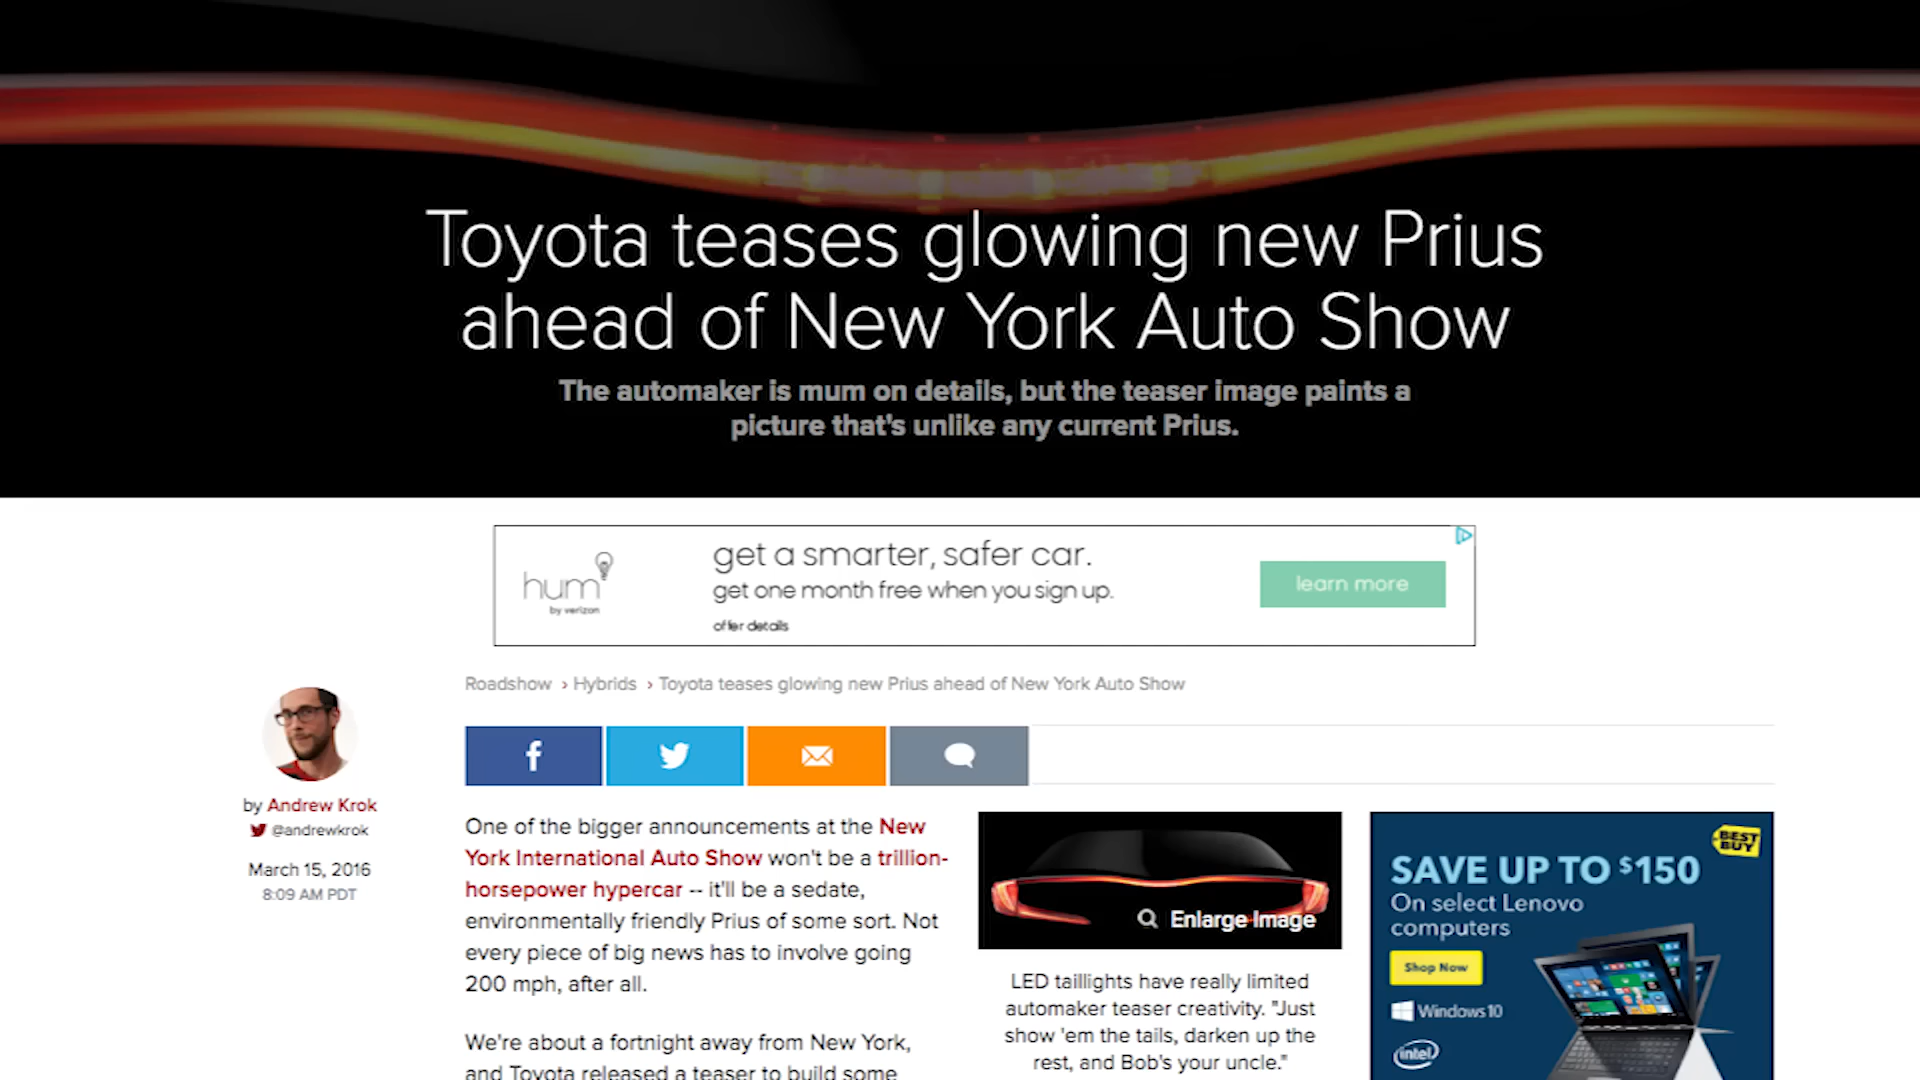 Toyota teases glowing new Prius
ahead of New York Auto Show
The automaker is mum on details, but the teaser image paints a
picture that's unlike any current Prius.
hum
by verizon
get a smarter, safer car.
get one month free when you sign up.
offer details
learn more
Roadshow › Hybrids › Toyota teases glowing new Prius ahead of New York Auto Show
f
by Andrew Krok
@andrewkrok
March 15, 2016
8:09 AM PDT
One of the bigger announcements at the New
York International Auto Show won't be a trillion-
horsepower hypercar -- it'll be a sedate,
environmentally friendly Prius of some sort. Not
every piece of big news has to involve going
200 mph, after all.
We're about a fortnight away from New York,
and Toyota released a teaser to build some
Enlarge Image
LED taillights have really limited
automaker teaser creativity. "Just
show 'em the tails, darken up the
rest, and Bob's your uncle."
BEST
BUY
SAVE UP TO $150
On select Lenovo
computers
Shop Now
Windows 10
intel